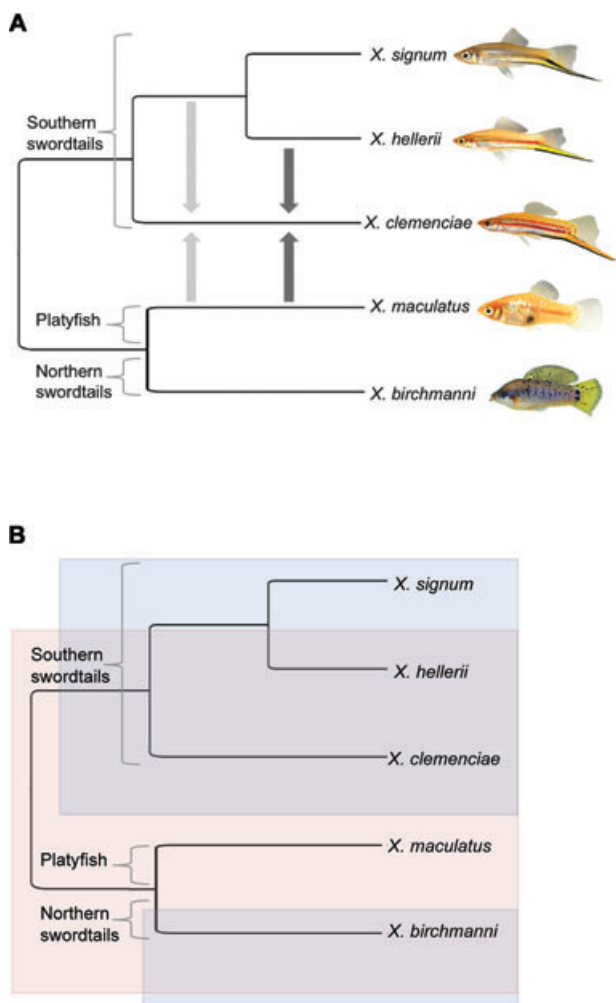 A
X. signum
Southern
swordtails
X. hellerii
X. clemenciae
X. maculatus
Platyfish
Northern
swordtails
X. birchmanni
B
X. signum
Southern
swordtails
X. hellerii
X. clemenciae
X. maculatus
Platyfish
Northern
swordtails
X. birchmanni